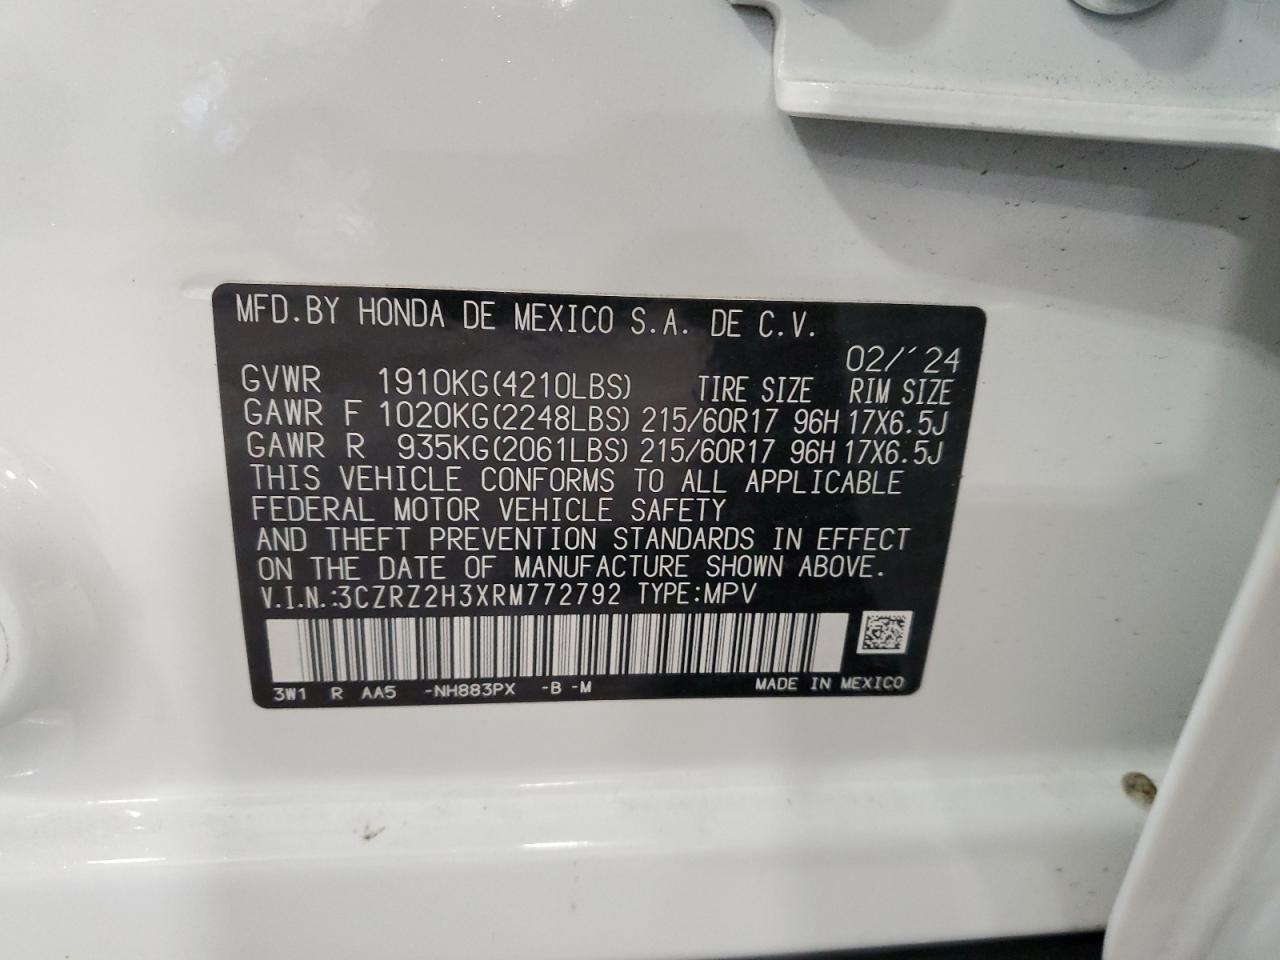 MFD.BY HONDA DE MEXICO S.A. DE C.V.
02/´24
GVWR 1910KG(4210LBS) TIRE SIZE RIM SIZE
GAWR F 1020KG(2248LBS) 215/60R17 96H 17X6.5J
GAWR R 935KG(2061LBS) 215/60R17 96H 17X6.5J
THIS VEHICLE CONFORMS TO ALL APPLICABLE
FEDERAL MOTOR VEHICLE SAFETY
AND THEFT PREVENTION STANDARDS IN EFFECT
ON THE DATE OF MANUFACTURE SHOWN ABOVE.
V.I.N.:3CZRZ2H3XRM772792 TYPE:MPV
3W1 R AA5 -NH883PX -B -M MADE IN MEXICO